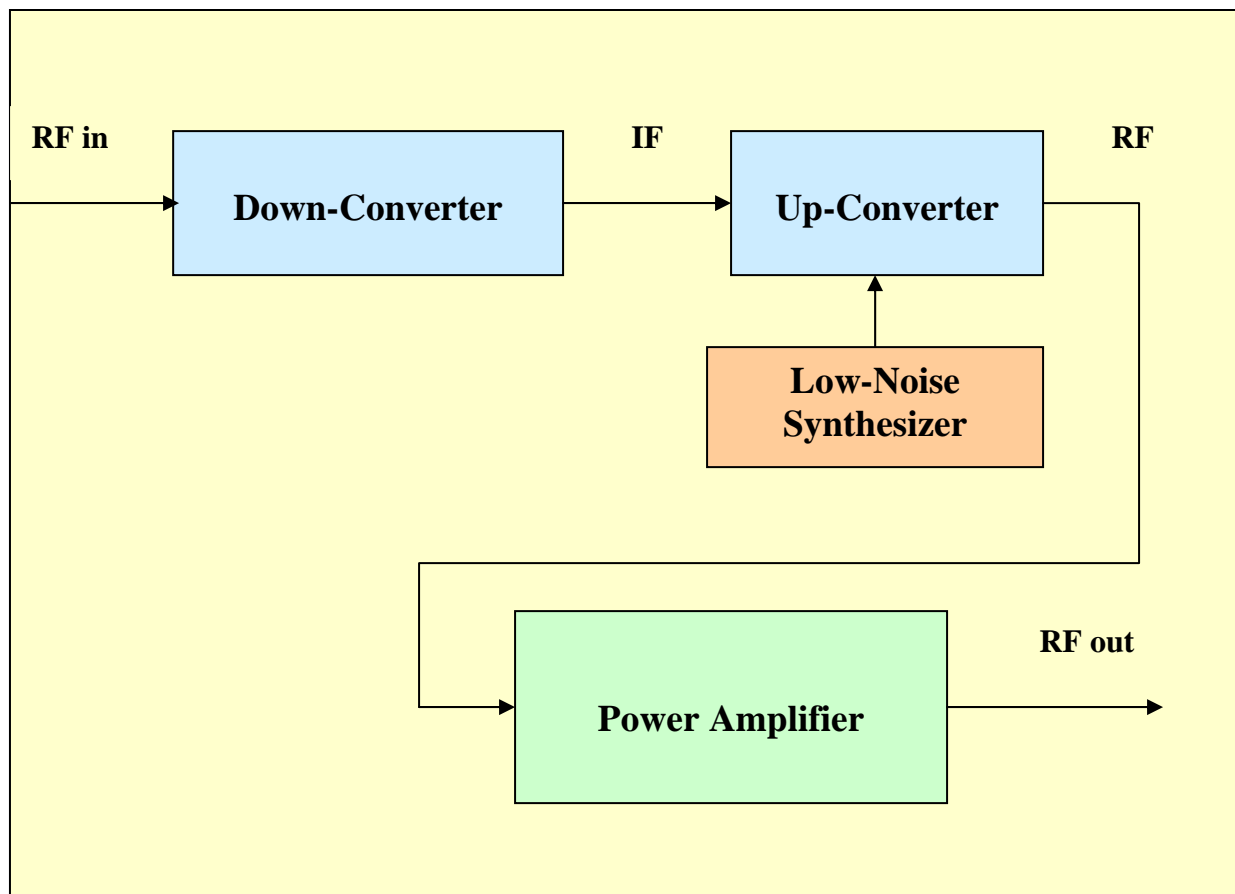 RF in
IF
RF
Down-Converter
Up-Converter
Low-Noise
Synthesizer
RF out
Power Amplifier